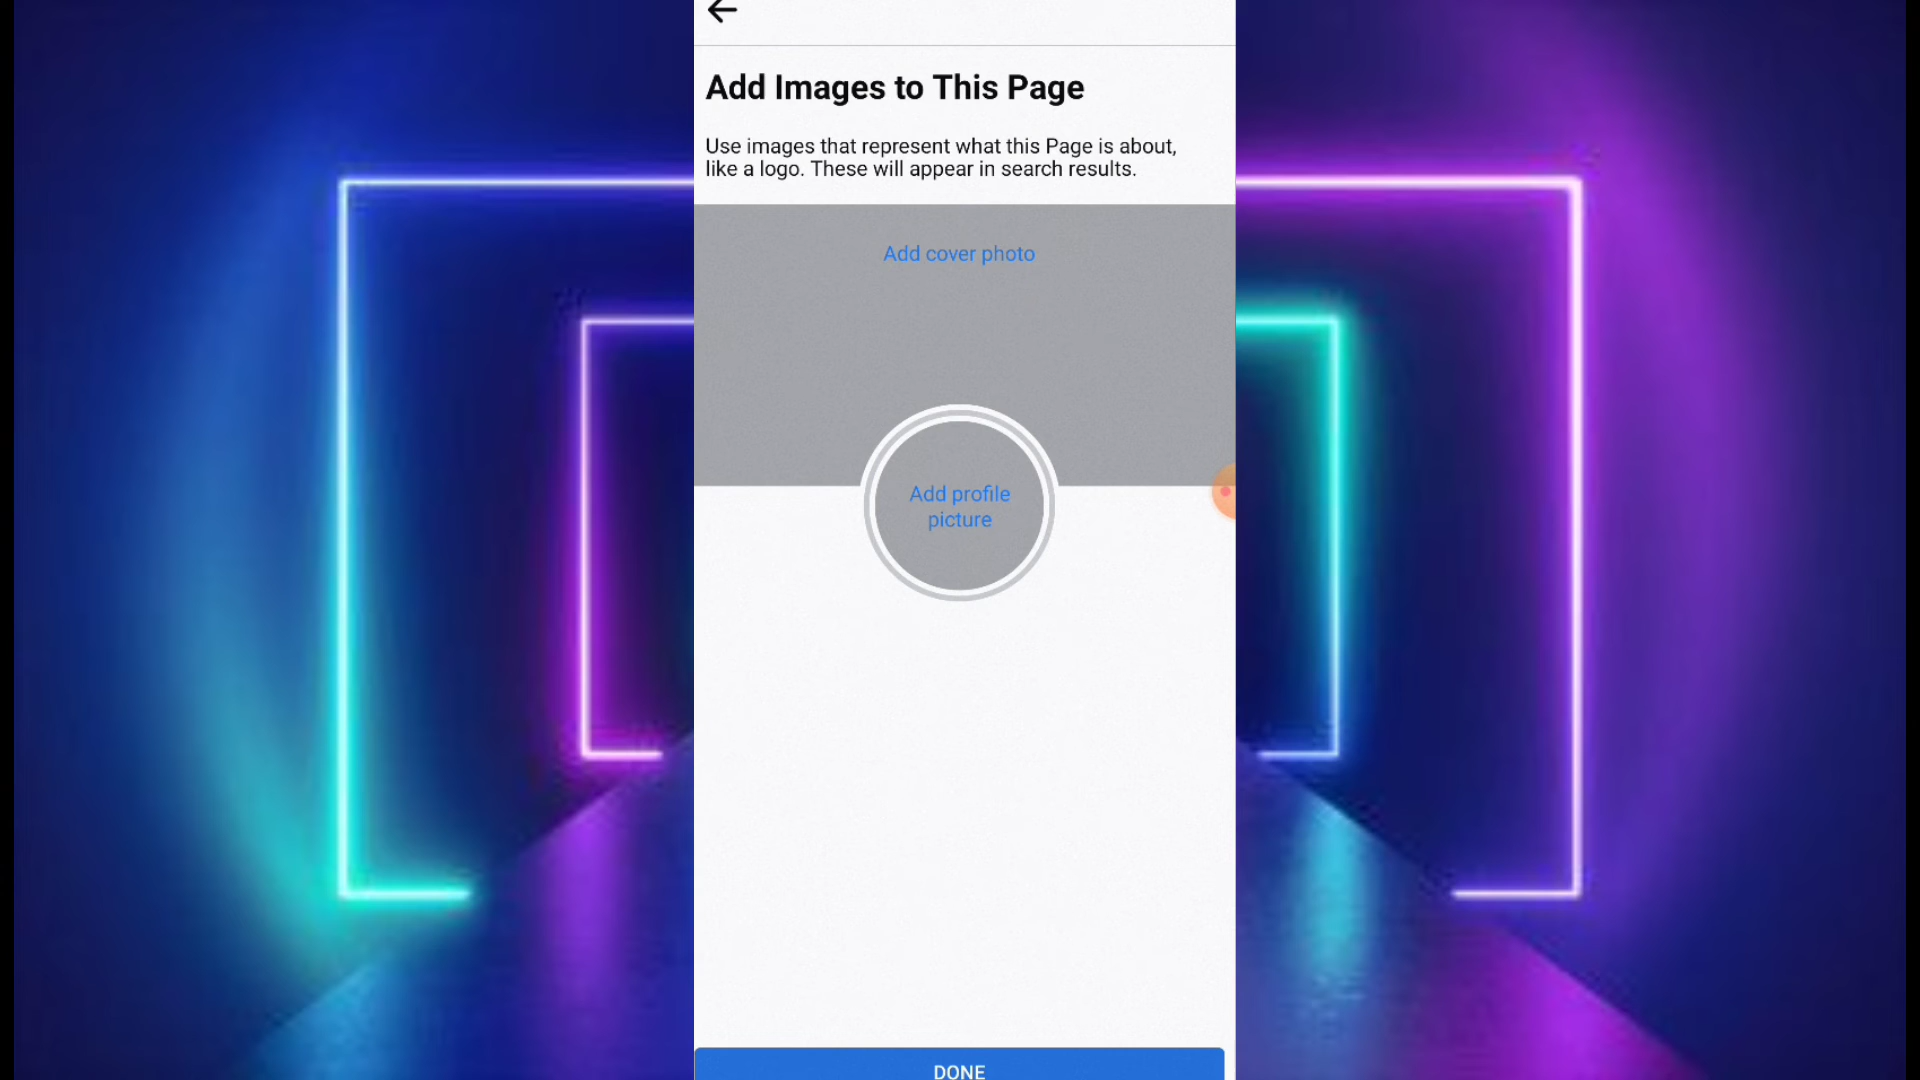 Add Images to This Page
Use images that represent what this Page is about,
like a logo. These will appear in search results.
Add cover photo
Add profile
picture
DONE